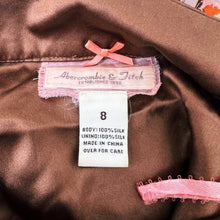 Abercrombie & Fitch
ESTABLISHED 1892
8
BODY:100%SILK
LINING:100%SILK
MADE IN CHINA
OVER FOR CARE